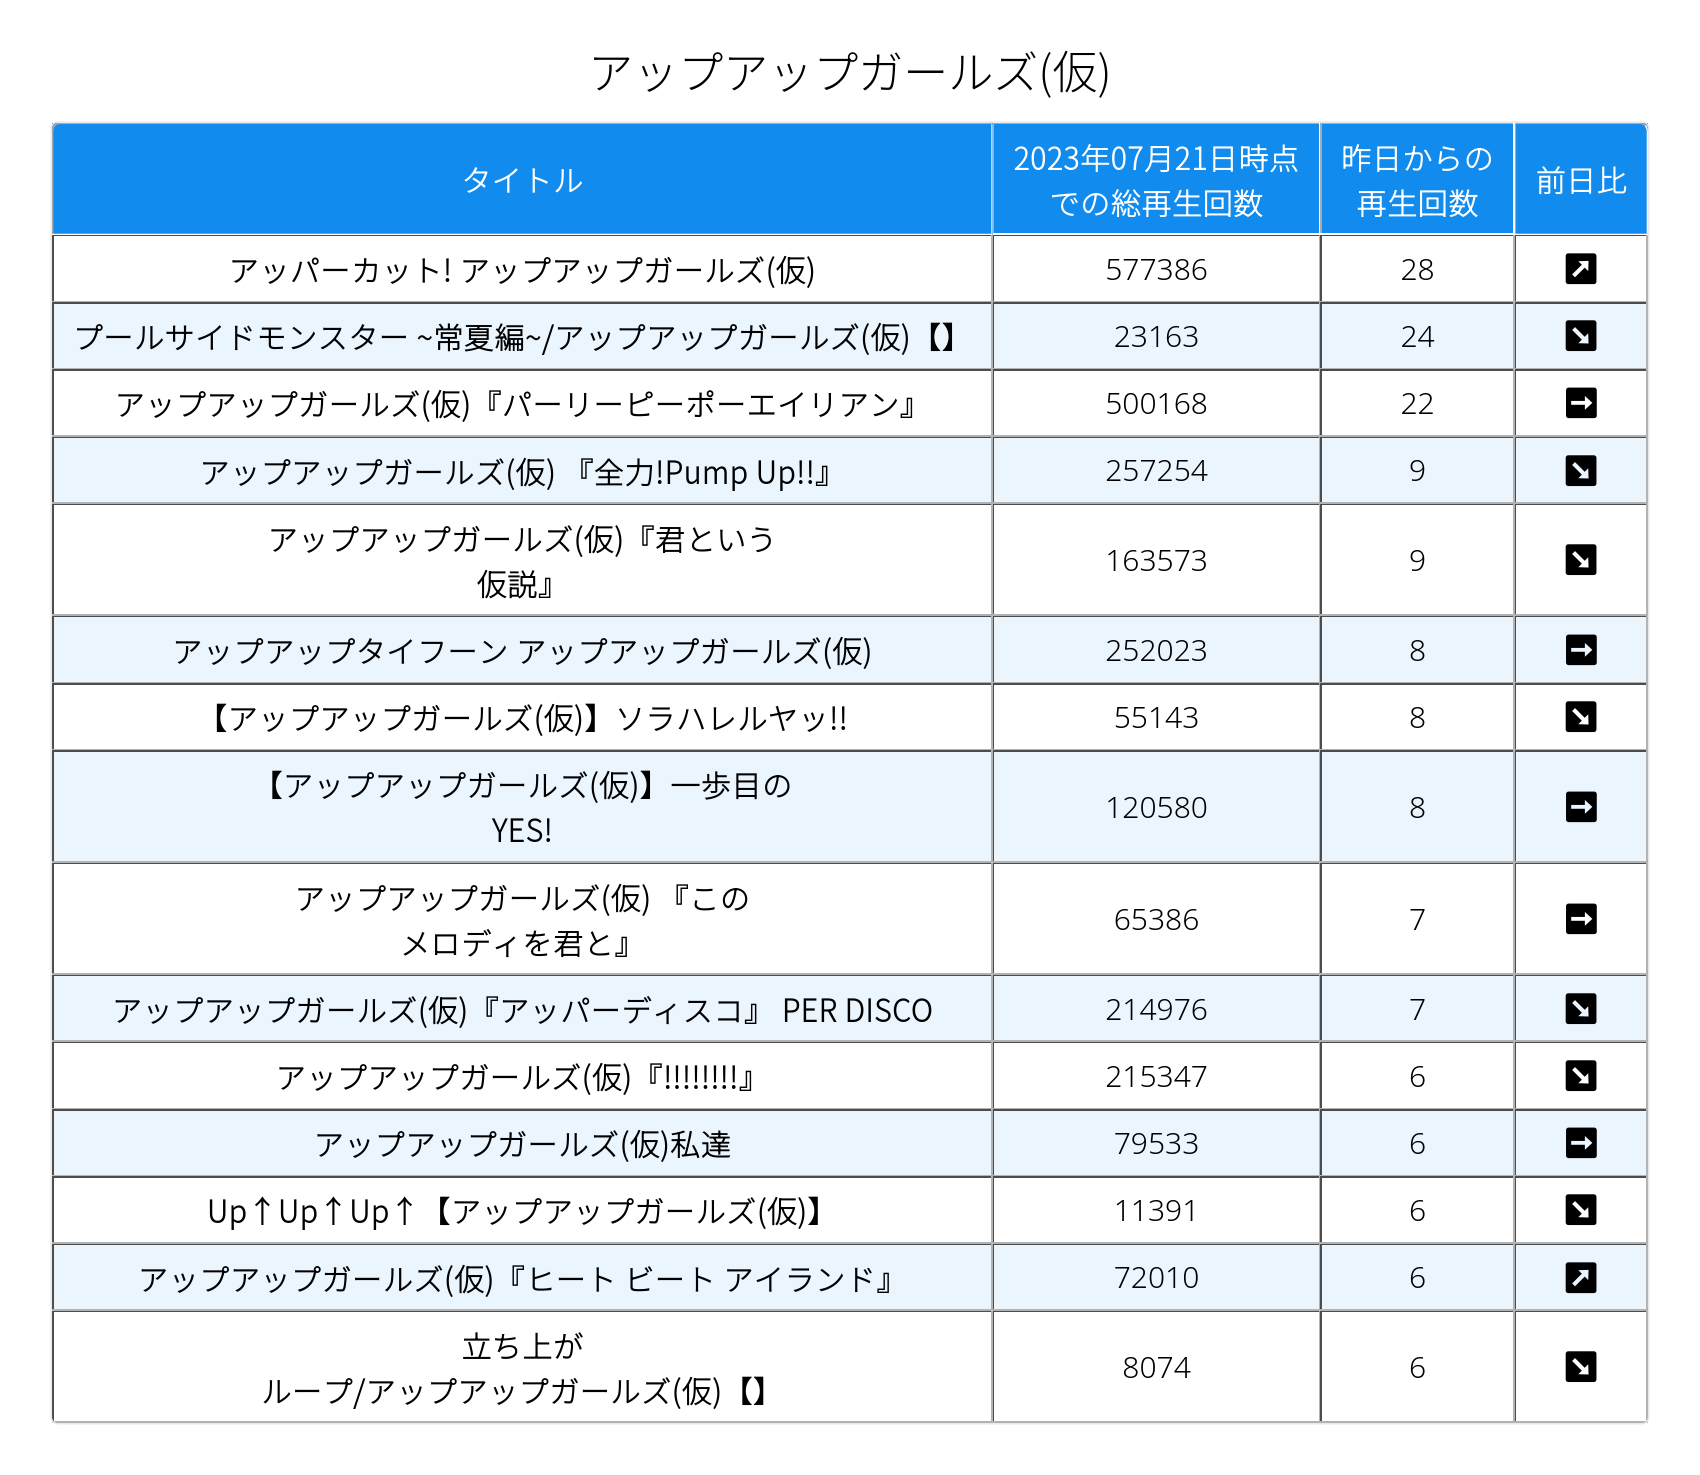 アップアップガールズ(仮)
タイトル
2023年07月21日時点
での総再生回数
昨日からの
再生回数
前日比
アッパーカット! アップアップガールズ(仮)
577386
28
↗
プールサイドモンスター ~常夏編~/アップアップガールズ(仮)【】
23163
24
↘
アップアップガールズ(仮)『パーリーピーポーエイリアン』
500168
22
→
アップアップガールズ(仮) 『全力!Pump Up!!』
257254
9
↘
アップアップガールズ(仮)『君という
仮説』
163573
9
↘
アップアップタイフーン アップアップガールズ(仮)
252023
8
→
【アップアップガールズ(仮)】ソラハレルヤッ!!
55143
8
↘
【アップアップガールズ(仮)】一歩目の
YES!
120580
8
→
アップアップガールズ(仮) 『この
メロディを君と』
65386
7
→
アップアップガールズ(仮)『アッパーディスコ』 PER DISCO
214976
7
↘
アップアップガールズ(仮)『!!!!!!!!』
215347
6
↘
アップアップガールズ(仮)私達
79533
6
→
Up↑Up↑Up↑【アップアップガールズ(仮)】
11391
6
↘
アップアップガールズ(仮)『ヒート ビート アイランド』
72010
6
↗
立ち上が
ループ/アップアップガールズ(仮)【】
8074
6
↘